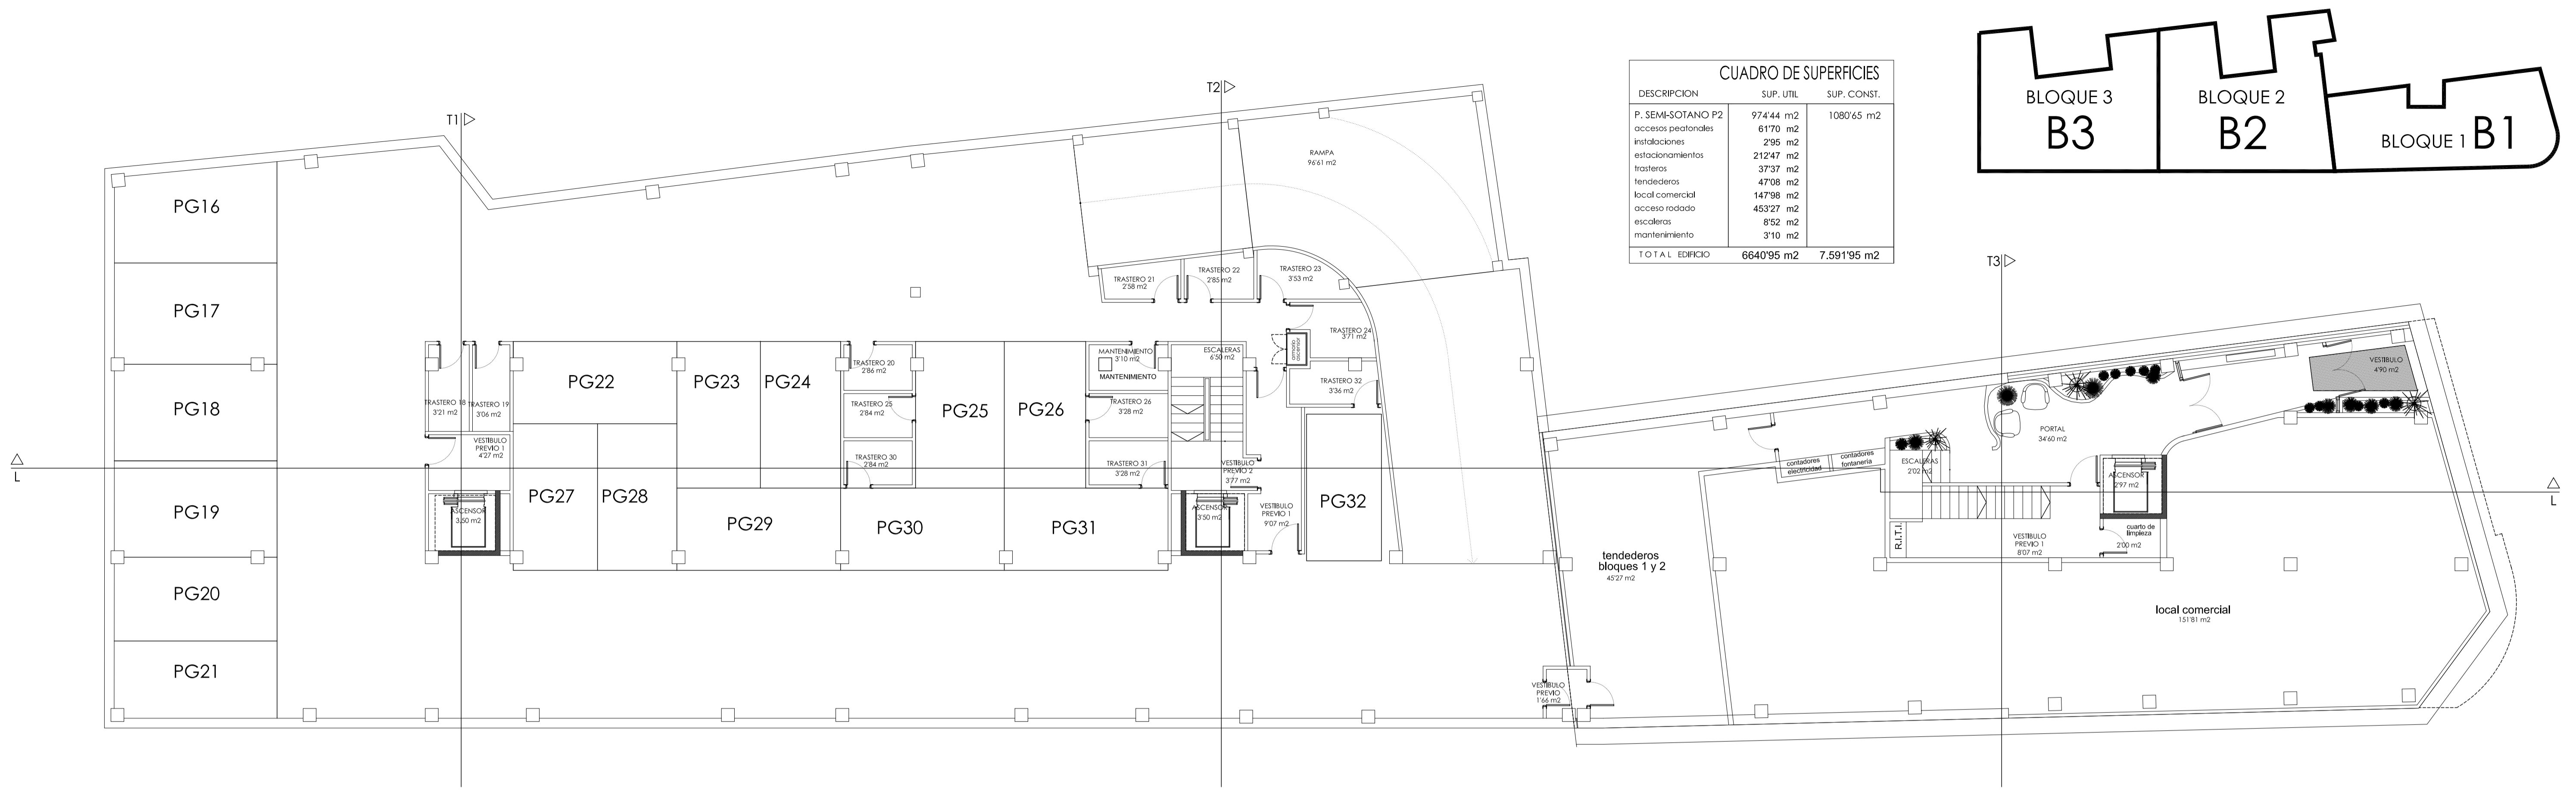 T1
T2
CUADRO DE SUPERFICIES
DESCRIPCION SUP. UTIL SUP. CONST.
P. SEMI-SOTANO P2 974'44 m2 1080'65 m2
accesos peatonales 61'70 m2
instalaciones 2'95 m2
estacionamientos 212'47 m2
trasteros 37'37 m2
tendederos 47'08 m2
local comercial 147'98 m2
acceso rodado 453'27 m2
escaleras 8'52 m2
mantenimiento 3'10 m2
TOTAL EDIFICIO 6640'95 m2 7.591'95 m2
BLOQUE 3
B3
BLOQUE 2
B2
BLOQUE 1 B1
T3
RAMPA
96'61 m2
PG16
PG17
PG18
PG19
PG20
PG21
TRASTERO 18
3'21 m2
TRASTERO 19
3'06 m2
VESTIBULO
PREVIO 1
4'27 m2
ASCENSOR
3.50 m2
PG22
PG23
PG24
PG25
PG26
PG27
PG28
PG29
PG30
PG31
PG32
TRASTERO 20
2'86 m2
TRASTERO 25
2'84 m2
TRASTERO 30
2'84 m2
MANTENIMIENTO
3'10 m2
MANTENIMIENTO
TRASTERO 26
3'28 m2
TRASTERO 31
3'28 m2
TRASTERO 21
2'58 m2
TRASTERO 22
2'85 m2
TRASTERO 23
3'53 m2
TRASTERO 24
3'71 m2
TRASTERO 32
3'36 m2
armario
ascensor
ESCALERAS
6'50 m2
VESTIBULO
PREVIO 2
3'77 m2
ASCENSOR
3'50 m2
VESTIBULO
PREVIO 1
9'07 m2
L
L
tendederos
bloques 1 y 2
45'27 m2
VESTIBULO
PREVIO
1'66 m2
contadores
electricidad
contadores
fontaneria
ESCALERAS
2'02 m2
R.I.T.I.
PORTAL
34'60 m2
VESTIBULO
4'90 m2
ASCENSOR
2'97 m2
VESTIBULO
PREVIO 1
8'07 m2
cuarto de
limpieza
2'00 m2
local comercial
151'81 m2